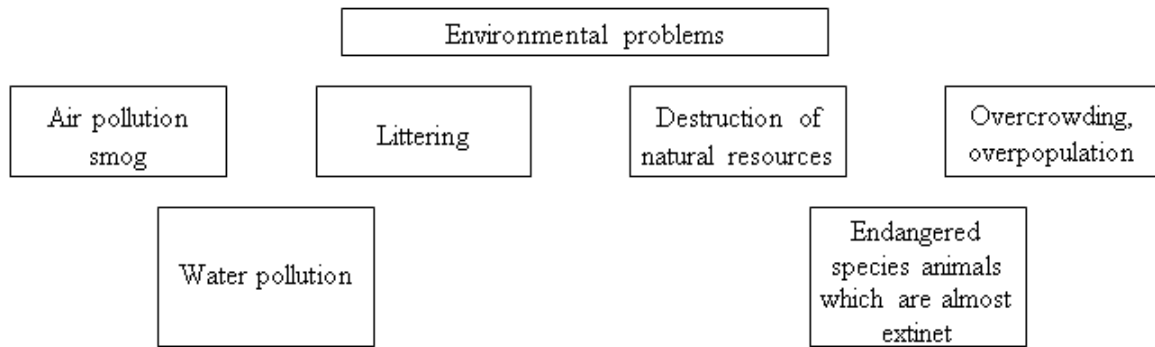 Environmental problems
Air pollution
smog
Littering
Destruction of
natural resources
Overcrowding,
overpopulation
Water pollution
Endangered
species animals
which are almost
extinet